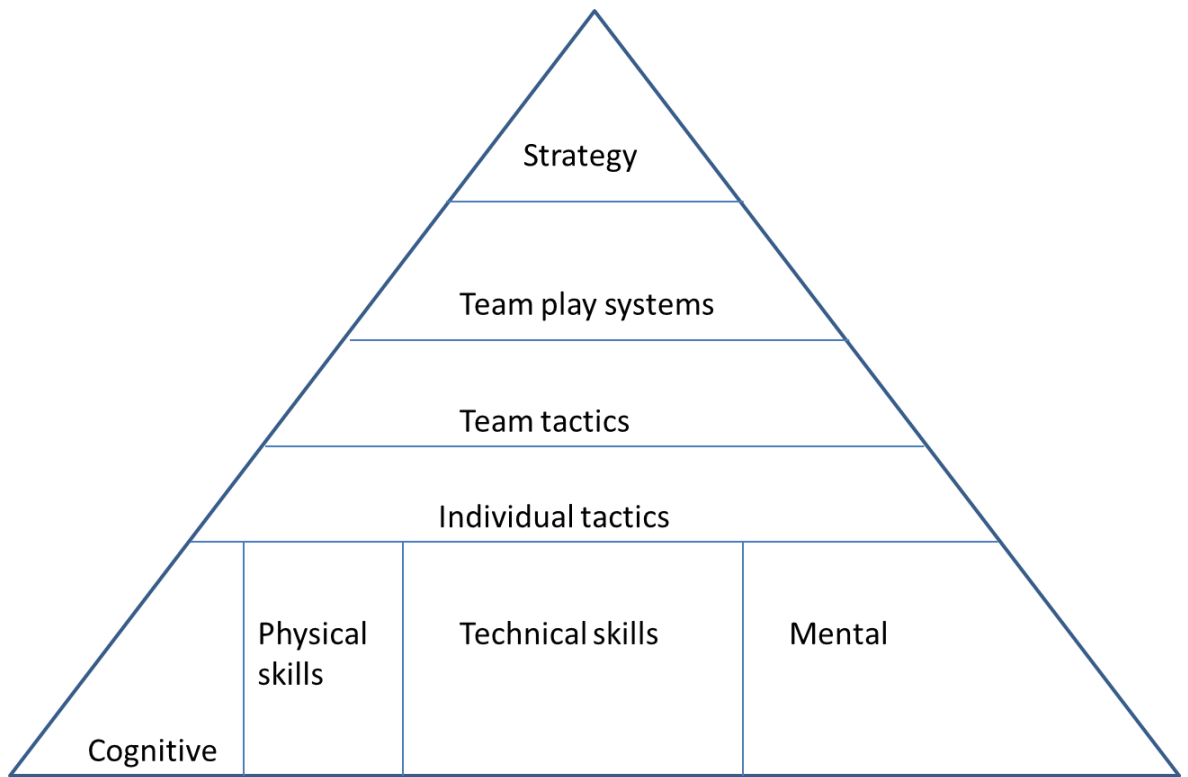 Strategy
Team play systems
Team tactics
Individual tactics
Physical
skills
Technical skills
Mental
Cognitive